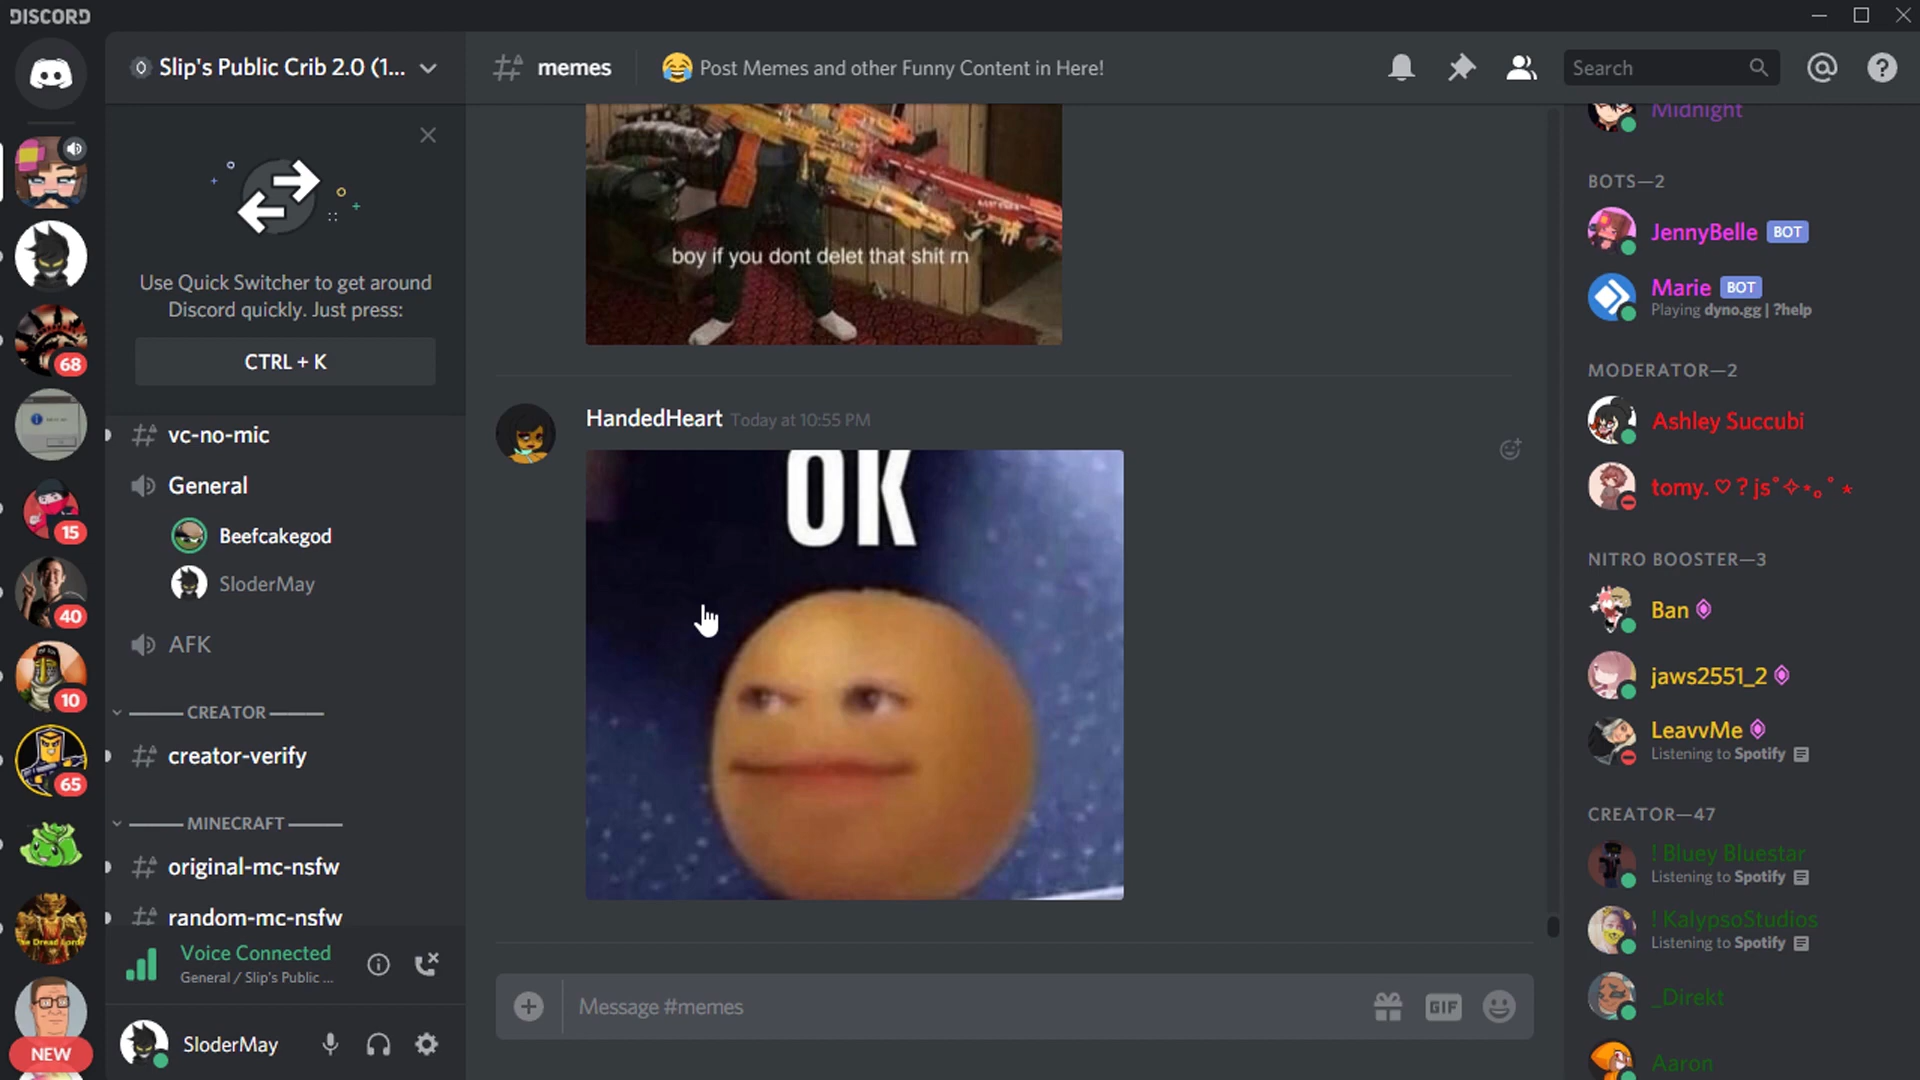 DISCORD
Slip's Public Crib 2.0 (1...
memes
Post Memes and other Funny Content in Here!
Search
Use Quick Switcher to get around
Discord quickly. Just press:
CTRL + K
vc-no-mic
General
Beefcakegod
SloderMay
AFK
CREATOR
creator-verify
MINECRAFT
original-mc-nsfw
random-mc-nsfw
Voice Connected
General / Slip's Public ...
SloderMay
68
15
40
10
65
NEW
boy if you dont delet that shit rn
HandedHeart Today at 10:55 PM
OK
Message #memes
GIF
Midnight
BOTS—2
JennyBelle BOT
Marie BOT
Playing dyno.gg | ?help
MODERATOR—2
Ashley Succubi
tomy.♡?js˚✧⋆｡˚⋆
NITRO BOOSTER—3
Ban
jaws2551_2
LeavvMe
Listening to Spotify
CREATOR—47
! Bluey Bluestar
Listening to Spotify
! KalypsoStudios
Listening to Spotify
_Direkt
Aaron